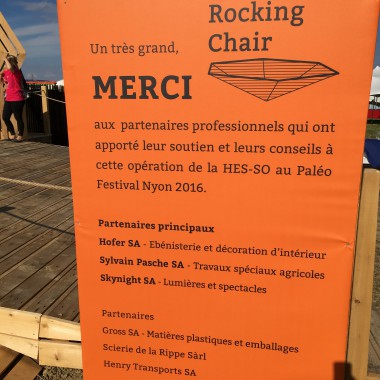 Rocking
Chair
Un très grand,
MERCI
aux partenaires professionnels qui ont
apporté leur soutien et leurs conseils à
cette opération de la HES-SO au Paléo
Festival Nyon 2016.
Partenaires principaux
Hofer SA - Ebénisterie et décoration d'intérieur
Sylvain Pasche SA - Travaux spéciaux agricoles
Skynight SA - Lumières et spectacles
Partenaires
Gross SA - Matières plastiques et emballages
Scierie de la Rippe Sàrl
Henry Transports SA